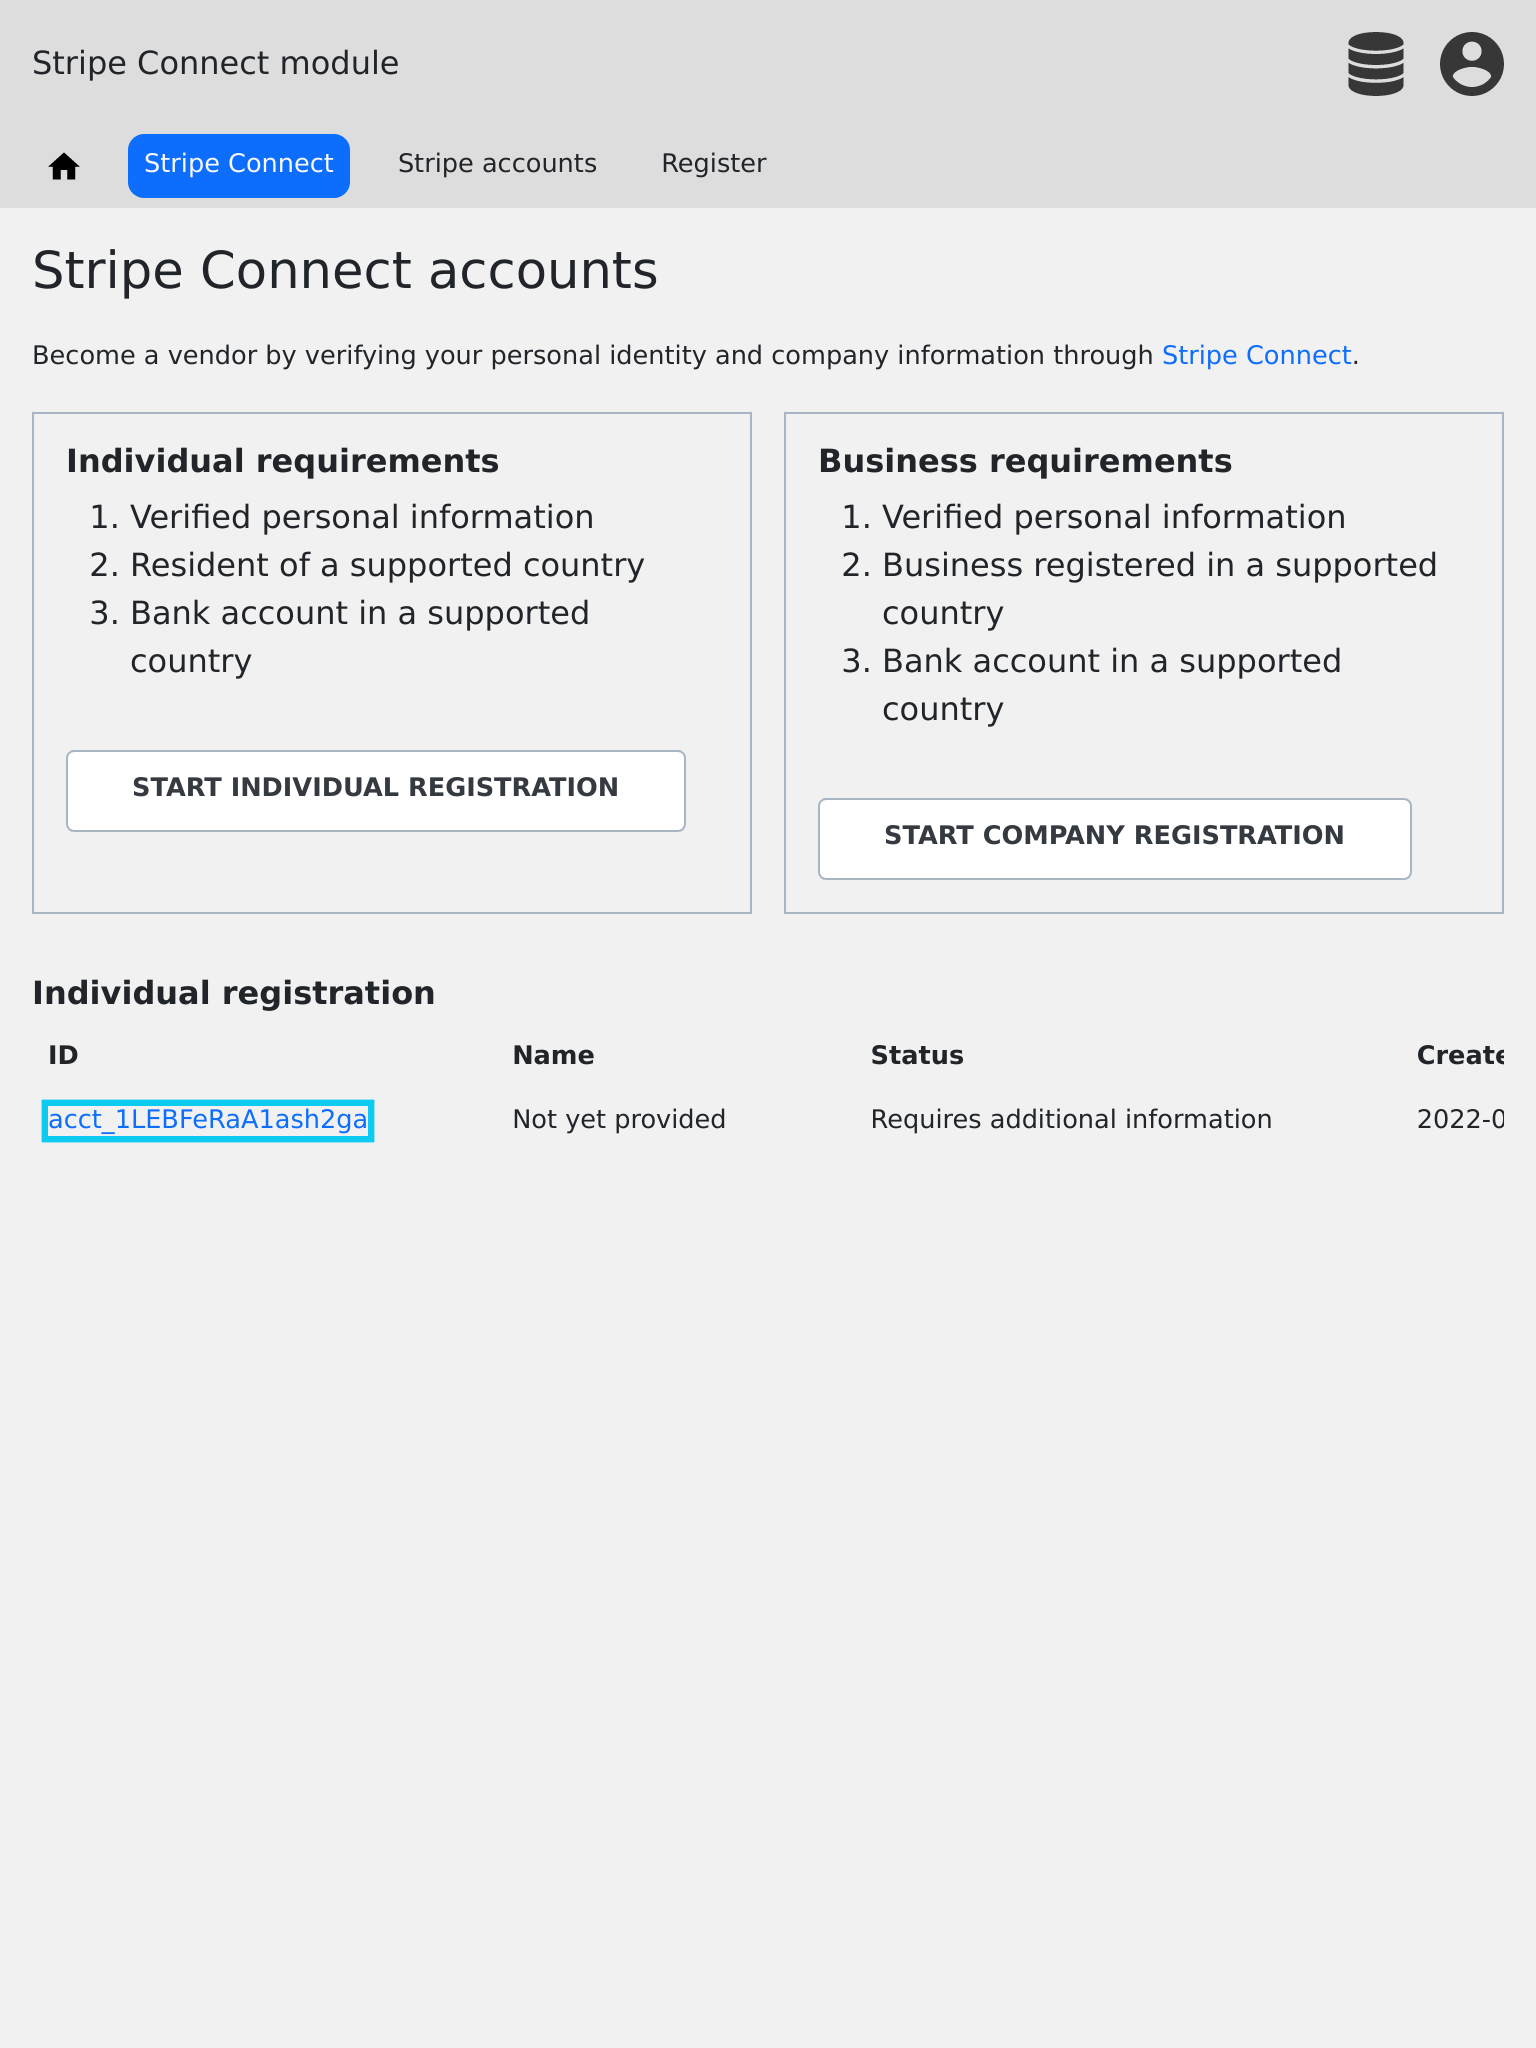 Stripe Connect module
Stripe Connect Stripe accounts Register
Stripe Connect accounts
Become a vendor by verifying your personal identity and company information through Stripe Connect.
Individual requirements
1. Verified personal information
2. Resident of a supported country
3. Bank account in a supported
country
START INDIVIDUAL REGISTRATION
Business requirements
1. Verified personal information
2. Business registered in a supported
country
3. Bank account in a supported
country
START COMPANY REGISTRATION
Individual registration
ID Name Status Create
acct_1LEBFeRaA1ash2ga Not yet provided Requires additional information 2022-0